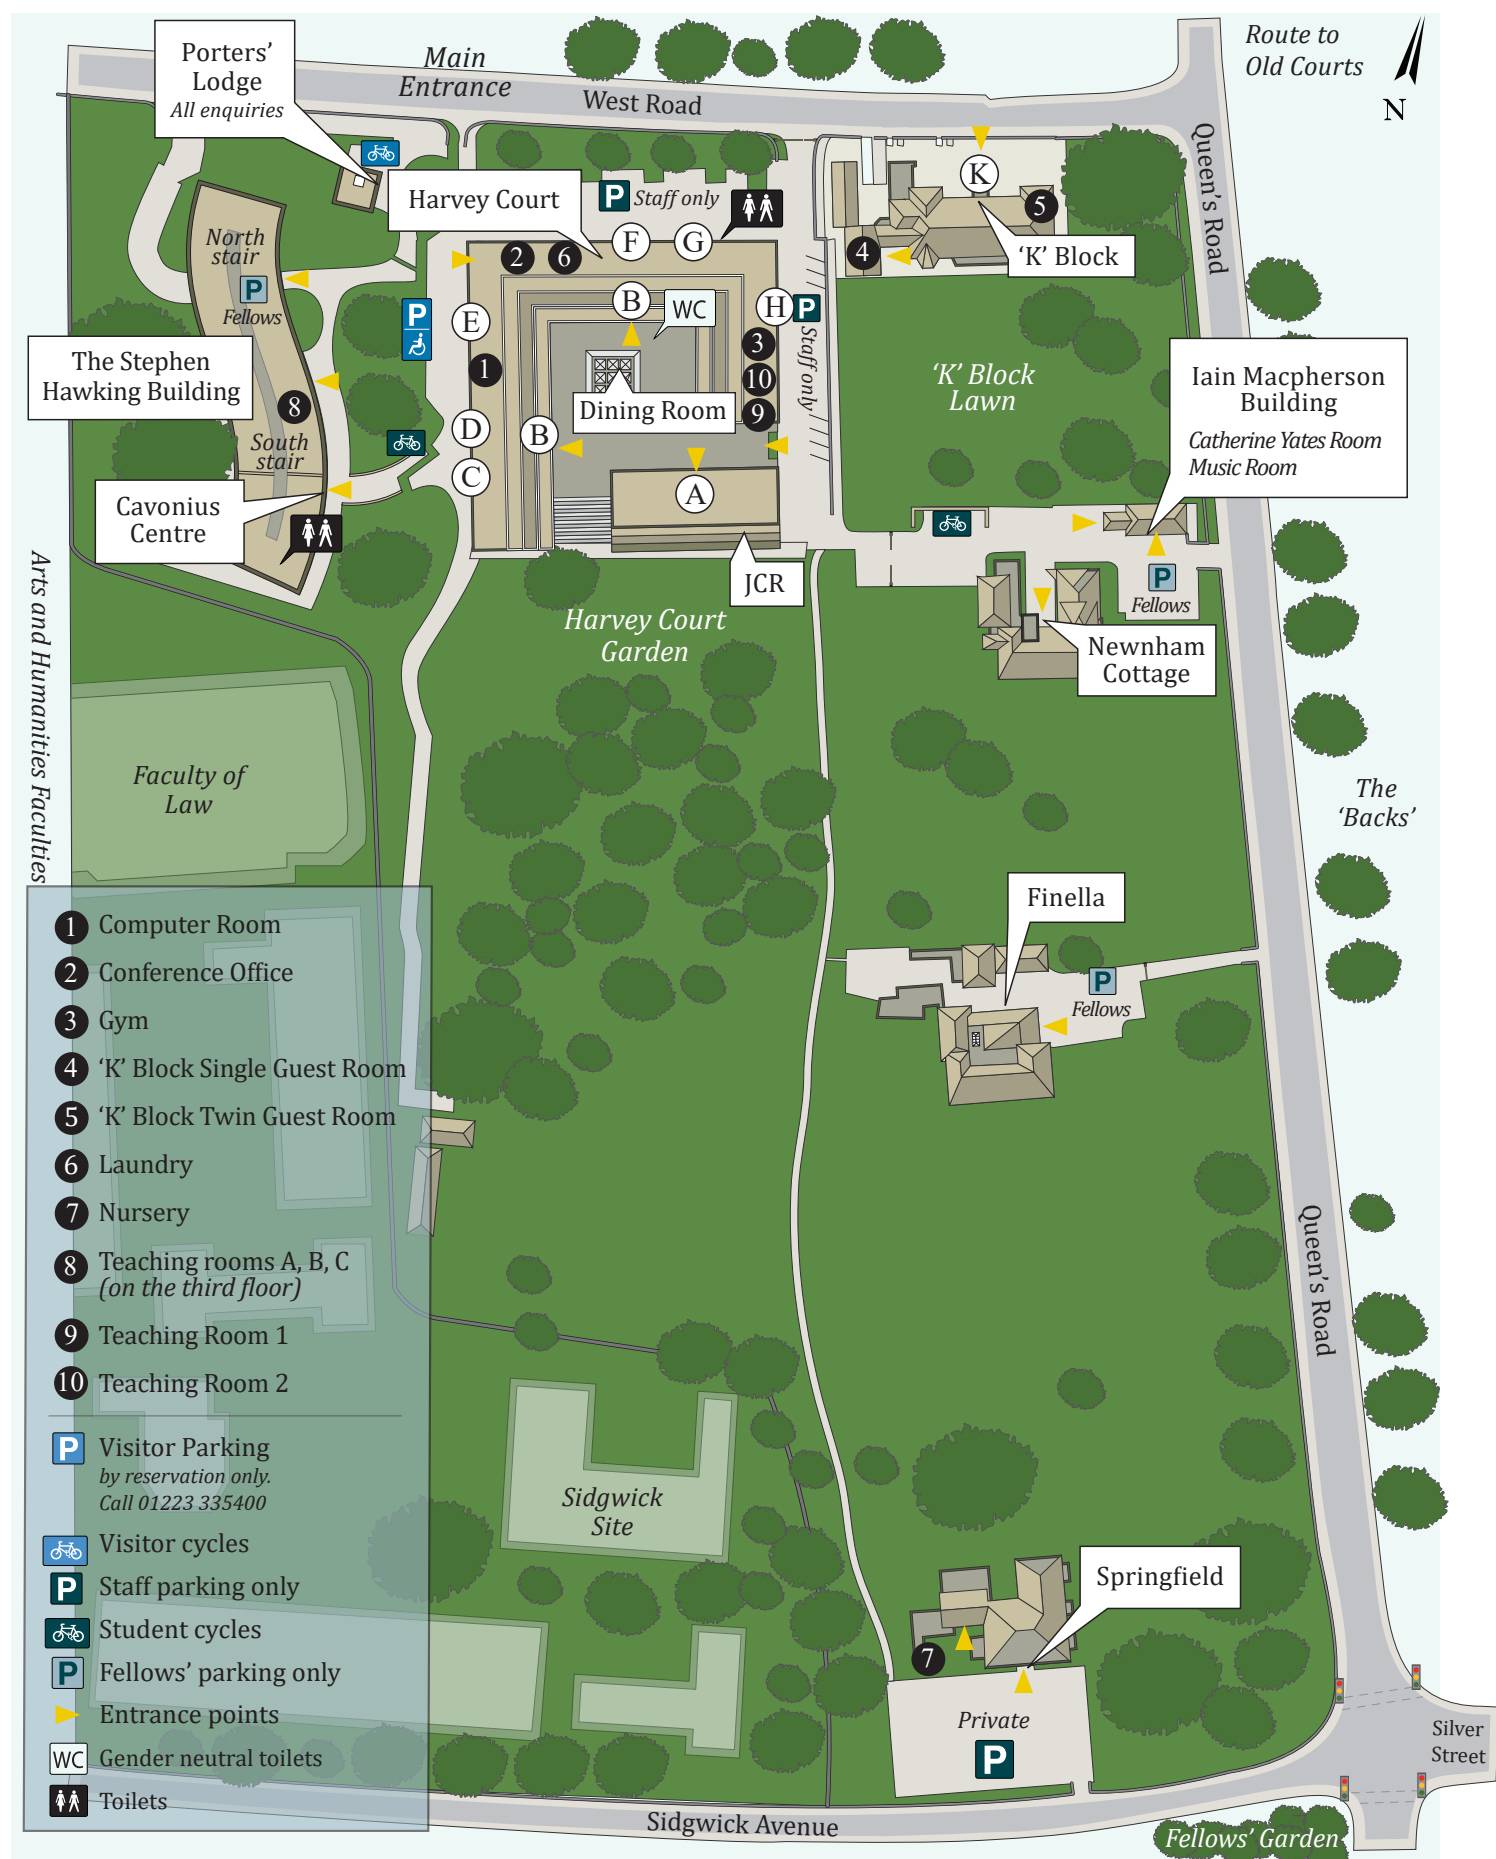 Porters’
Lodge
All enquiries
Main
Entrance
West Road
Route to
Old Courts
N
Queen’s Road
Harvey Court
P
Staff only
F
G
K
5
4
‘K’ Block
North
stair
P
Fellows
2
6
B
WC
H
P
Staff only
E
P
1
3
10
9
The Stephen
Hawking Building
8
South
stair
Dining Room
D
B
C
A
‘K’ Block
Lawn
Iain Macpherson
Building
Catherine Yates Room
Music Room
Cavonius
Centre
JCR
P
Fellows
Newnham
Cottage
Harvey Court
Garden
Arts and Humanities Faculties
Faculty of
Law
The
‘Backs’
Finella
P
Fellows
1 Computer Room
2 Conference Office
3 Gym
4 ‘K’ Block Single Guest Room
5 ‘K’ Block Twin Guest Room
6 Laundry
7 Nursery
8 Teaching rooms A, B, C
(on the third floor)
9 Teaching Room 1
10 Teaching Room 2
P Visitor Parking
by reservation only.
Call 01223 335400
Visitor cycles
P Staff parking only
Student cycles
P Fellows’ parking only
Entrance points
WC Gender neutral toilets
Toilets
Queen’s Road
Sidgwick
Site
Springfield
7
Private
P
Silver
Street
Sidgwick Avenue
Fellows’ Garden